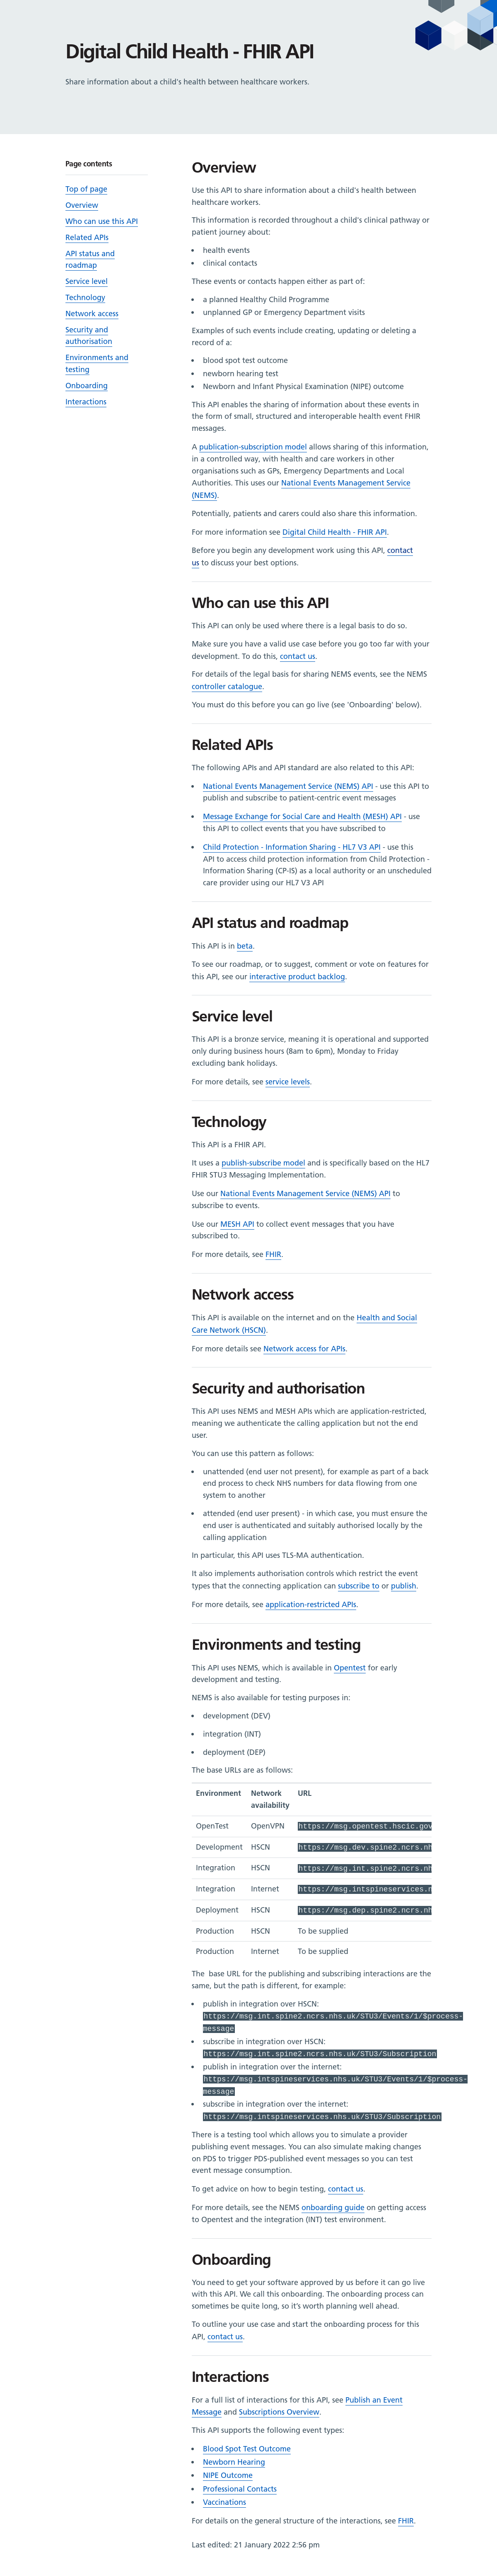 Digital Child Health - FHIR API
Share information about a child's health between healthcare workers.
Page contents
Top of page
Overview
Who can use this API
Related APIs
API status and
roadmap
Service level
Technology
Network access
Security and
authorisation
Environments and
testing
Onboarding
Interactions
Overview
Use this API to share information about a child's health between
healthcare workers.
This information is recorded throughout a child's clinical pathway or
patient journey about:
• health events
• clinical contacts
These events or contacts happen either as part of:
• a planned Healthy Child Programme
• unplanned GP or Emergency Department visits
Examples of such events include creating, updating or deleting a
record of a:
• blood spot test outcome
• newborn hearing test
• Newborn and Infant Physical Examination (NIPE) outcome
This API enables the sharing of information about these events in
the form of small, structured and interoperable health event FHIR
messages.
A publication-subscription model allows sharing of this information,
in a controlled way, with health and care workers in other
organisations such as GPs, Emergency Departments and Local
Authorities. This uses our National Events Management Service
(NEMS).
Potentially, patients and carers could also share this information.
For more information see Digital Child Health - FHIR API.
Before you begin any development work using this API, contact
us to discuss your best options.
Who can use this API
This API can only be used where there is a legal basis to do so.
Make sure you have a valid use case before you go too far with your
development. To do this, contact us.
For details of the legal basis for sharing NEMS events, see the NEMS
controller catalogue.
You must do this before you can go live (see 'Onboarding' below).
Related APIs
The following APIs and API standard are also related to this API:
• National Events Management Service (NEMS) API - use this API to
publish and subscribe to patient-centric event messages
• Message Exchange for Social Care and Health (MESH) API - use
this API to collect events that you have subscribed to
• Child Protection - Information Sharing - HL7 V3 API - use this
API to access child protection information from Child Protection -
Information Sharing (CP-IS) as a local authority or an unscheduled
care provider using our HL7 V3 API
API status and roadmap
This API is in beta.
To see our roadmap, or to suggest, comment or vote on features for
this API, see our interactive product backlog.
Service level
This API is a bronze service, meaning it is operational and supported
only during business hours (8am to 6pm), Monday to Friday
excluding bank holidays.
For more details, see service levels.
Technology
This API is a FHIR API.
It uses a publish-subscribe model and is specifically based on the HL7
FHIR STU3 Messaging Implementation.
Use our National Events Management Service (NEMS) API to
subscribe to events.
Use our MESH API to collect event messages that you have
subscribed to.
For more details, see FHIR.
Network access
This API is available on the internet and on the Health and Social
Care Network (HSCN).
For more details see Network access for APIs.
Security and authorisation
This API uses NEMS and MESH APIs which are application-restricted,
meaning we authenticate the calling application but not the end
user.
You can use this pattern as follows:
• unattended (end user not present), for example as part of a back
end process to check NHS numbers for data flowing from one
system to another
• attended (end user present) - in which case, you must ensure the
end user is authenticated and suitably authorised locally by the
calling application
In particular, this API uses TLS-MA authentication.
It also implements authorisation controls which restrict the event
types that the connecting application can subscribe to or publish.
For more details, see application-restricted APIs.
Environments and testing
This API uses NEMS, which is available in Opentest for early
development and testing.
NEMS is also available for testing purposes in:
• development (DEV)
• integration (INT)
• deployment (DEP)
The base URLs are as follows:
Environment Network availability URL
OpenTest OpenVPN https://msg.opentest.hscic.gov
Development HSCN https://msg.dev.spine2.ncrs.nh
Integration HSCN https://msg.int.spine2.ncrs.nh
Integration Internet https://msg.intspineservices.n
Deployment HSCN https://msg.dep.spine2.ncrs.nh
Production HSCN To be supplied
Production Internet To be supplied
The base URL for the publishing and subscribing interactions are the
same, but the path is different, for example:
• publish in integration over HSCN:
https://msg.int.spine2.ncrs.nhs.uk/STU3/Events/1/$process-
message
• subscribe in integration over HSCN:
https://msg.int.spine2.ncrs.nhs.uk/STU3/Subscription
• publish in integration over the internet:
https://msg.intspineservices.nhs.uk/STU3/Events/1/$process-
message
• subscribe in integration over the internet:
https://msg.intspineservices.nhs.uk/STU3/Subscription
There is a testing tool which allows you to simulate a provider
publishing event messages. You can also simulate making changes
on PDS to trigger PDS-published event messages so you can test
event message consumption.
To get advice on how to begin testing, contact us.
For more details, see the NEMS onboarding guide on getting access
to Opentest and the integration (INT) test environment.
Onboarding
You need to get your software approved by us before it can go live
with this API. We call this onboarding. The onboarding process can
sometimes be quite long, so it's worth planning well ahead.
To outline your use case and start the onboarding process for this
API, contact us.
Interactions
For a full list of interactions for this API, see Publish an Event
Message and Subscriptions Overview.
This API supports the following event types:
• Blood Spot Test Outcome
• Newborn Hearing
• NIPE Outcome
• Professional Contacts
• Vaccinations
For details on the general structure of the interactions, see FHIR.
Last edited: 21 January 2022 2:56 pm